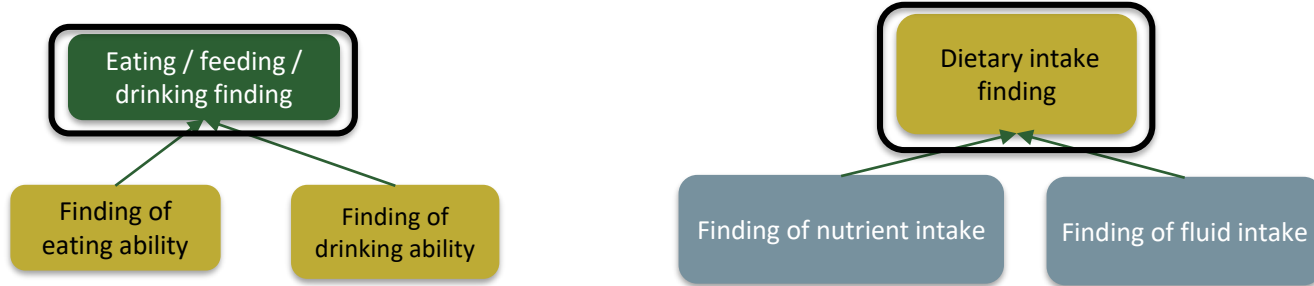 Eating / feeding /
drinking finding
Dietary intake
finding
Finding of
eating ability
Finding of
drinking ability
Finding of nutrient intake
Finding of fluid intake